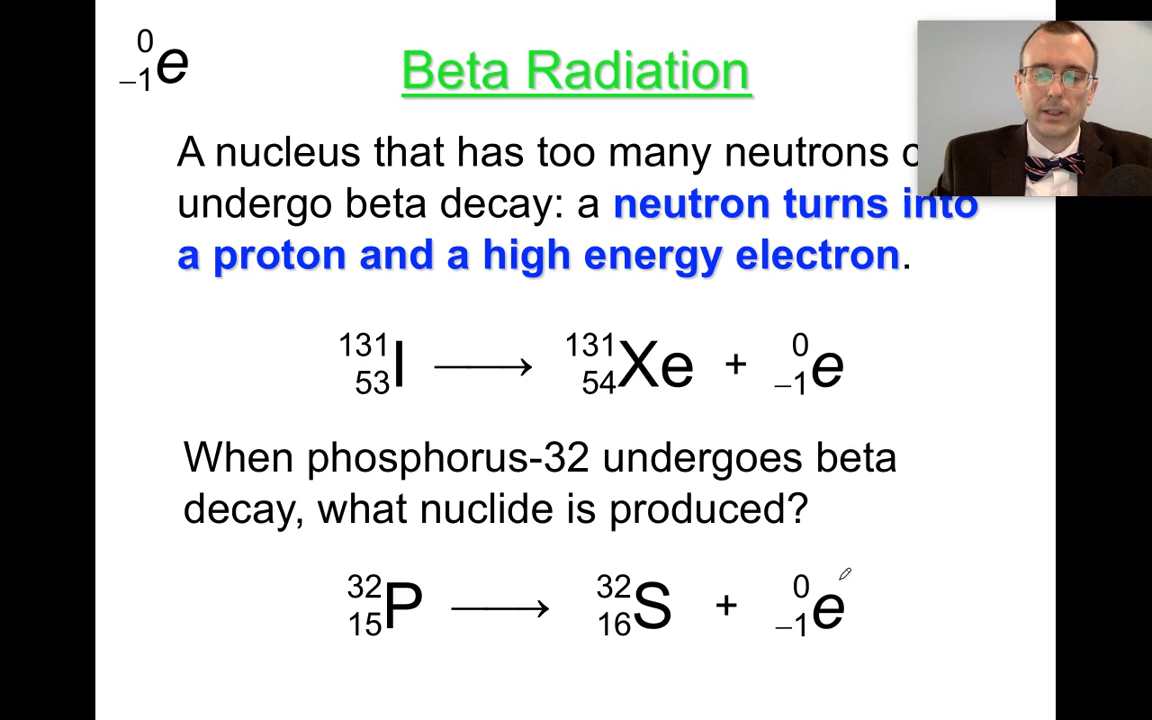 0
−1e
Beta Radiation
A nucleus that has too many neutrons
undergo beta decay: a neutron turns into
a proton and a high energy electron.
131 131 0
53I ⟶ 54Xe + −1e
When phosphorus-32 undergoes beta
decay, what nuclide is produced?
32 32 0
15P ⟶ 16S + −1e